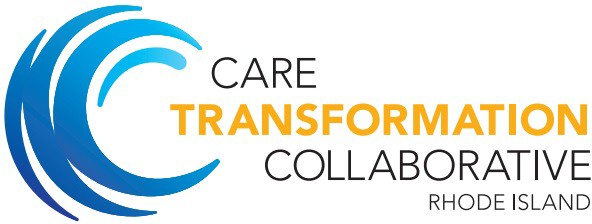 CARE
TRANSFORMATION
COLLABORATIVE
RHODE ISLAND